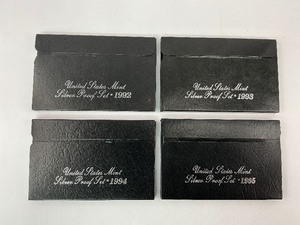 United States Mint
Silver Proof Set * 1992
United States Mint
Silver Proof Set * 1993
United States Mint
Silver Proof Set * 1994
United States Mint
Silver Proof Set * 1995